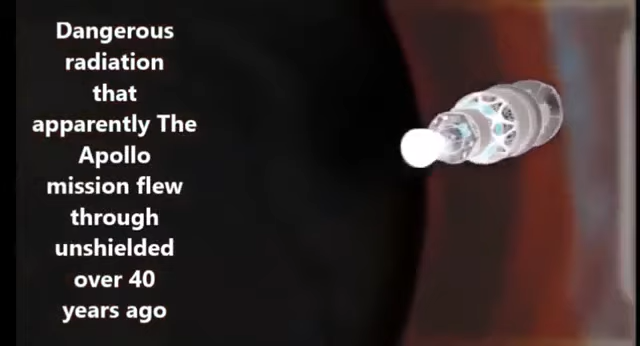 Dangerous
radiation
that
apparently The
Apollo
mission flew
through
unshielded
over 40
years ago